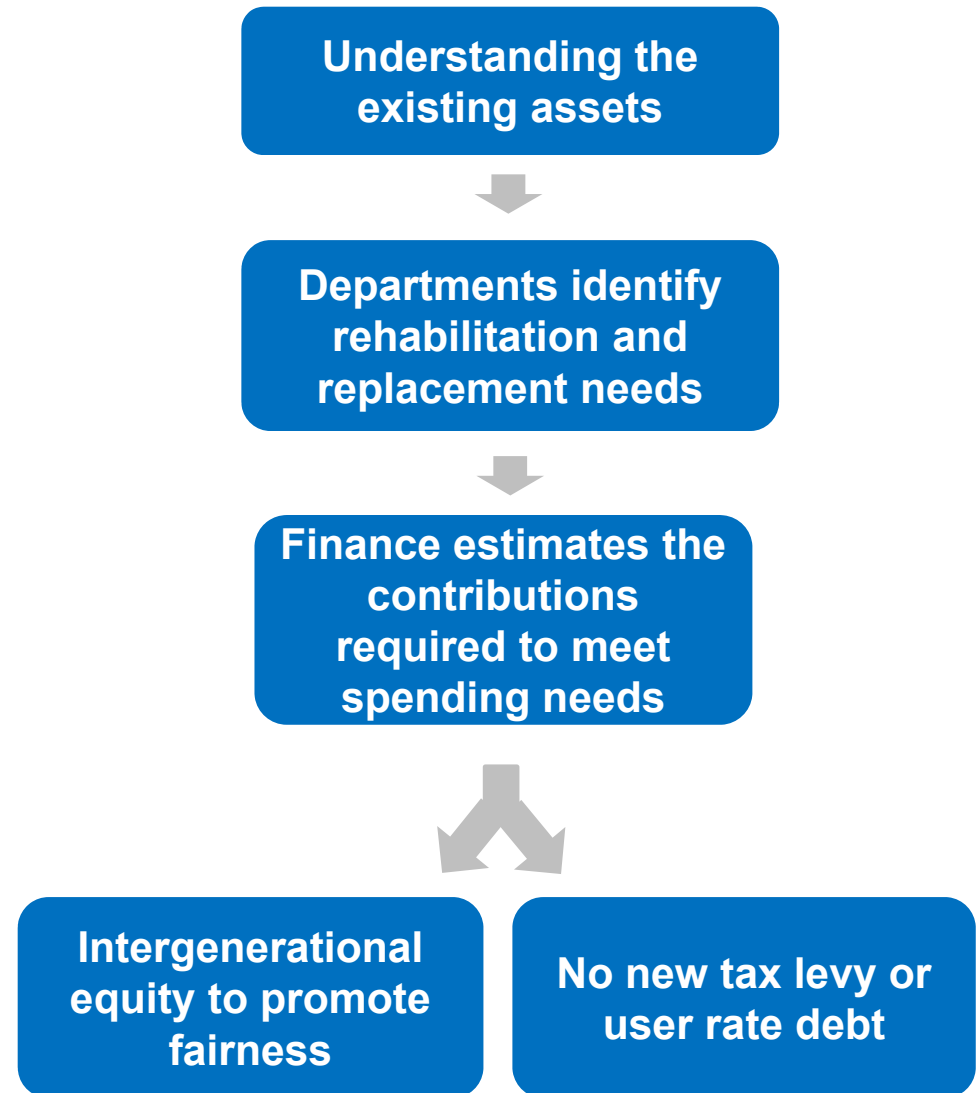 Understanding the
existing assets
Departments identify
rehabilitation and
replacement needs
Finance estimates the
contributions
required to meet
spending needs
Intergenerational
equity to promote
fairness
No new tax levy or
user rate debt